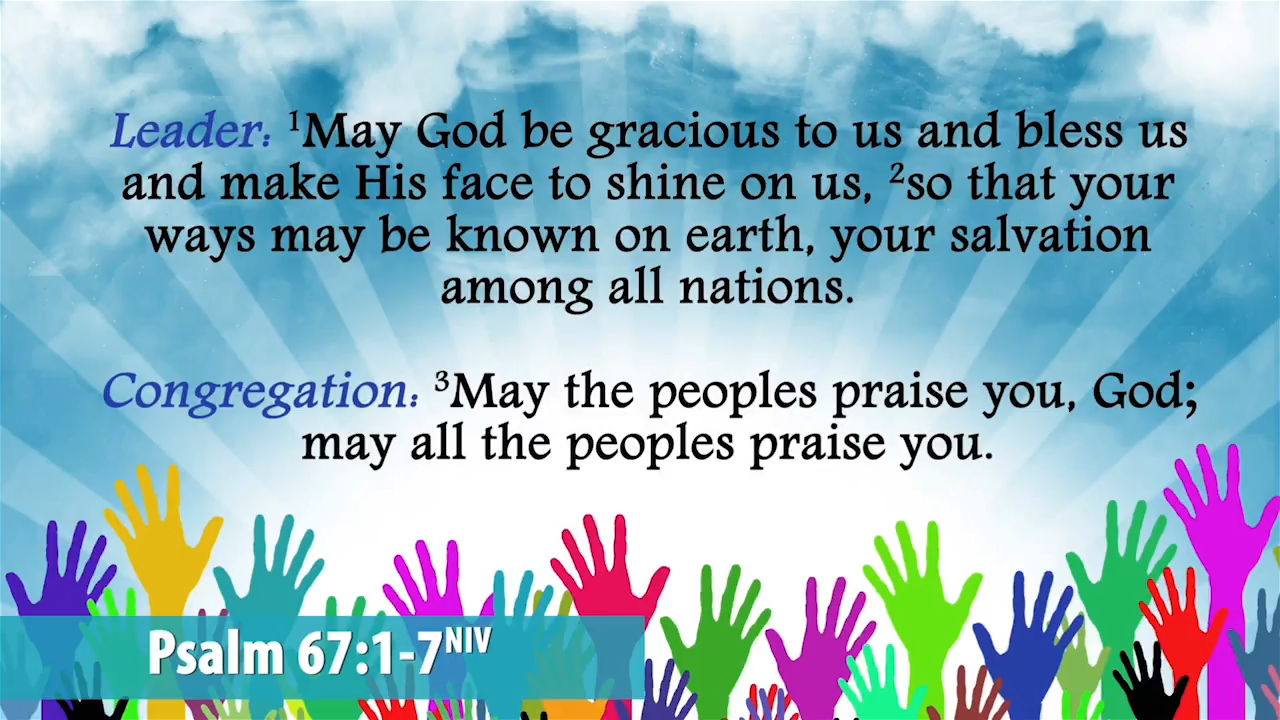 Leader: ¹May God be gracious to us and bless us
and make His face to shine on us, ²so that your
ways may be known on earth, your salvation
among all nations.
Congregation: ³May the peoples praise you, God;
may all the peoples praise you.
Psalm 67:1-7 NIV